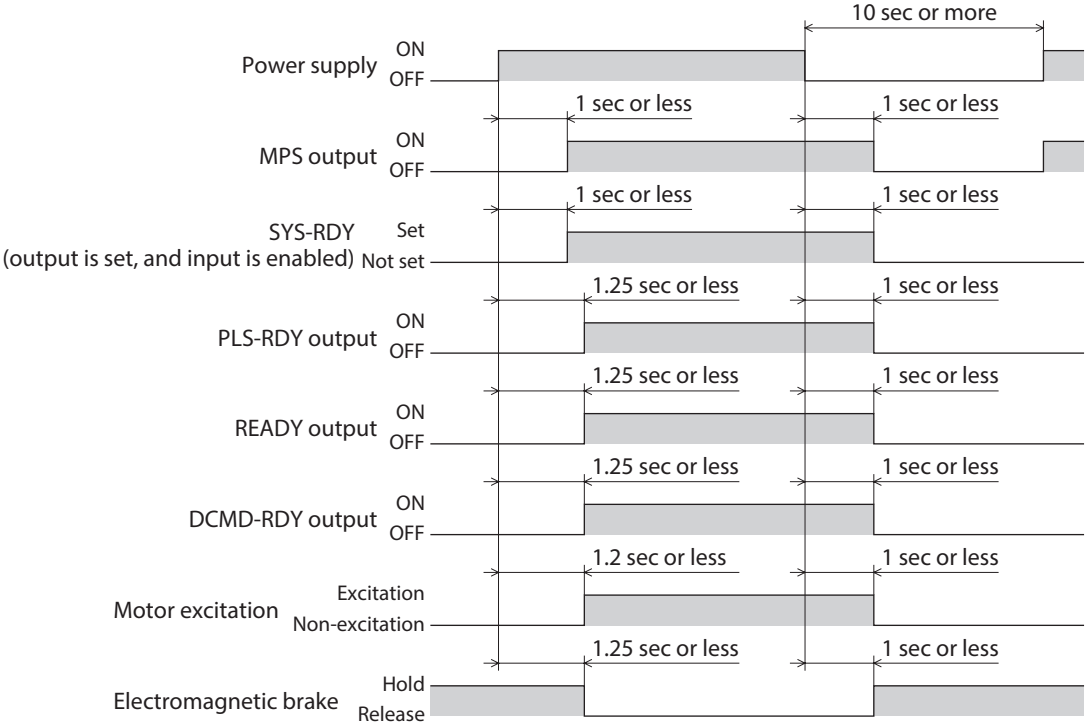 10 sec or more
Power supply
ON
OFF
1 sec or less
1 sec or less
MPS output
ON
OFF
1 sec or less
1 sec or less
SYS-RDY
(output is set, and input is enabled)
Set
Not set
1.25 sec or less
1 sec or less
PLS-RDY output
ON
OFF
1.25 sec or less
1 sec or less
READY output
ON
OFF
1.25 sec or less
1 sec or less
DCMD-RDY output
ON
OFF
1.2 sec or less
1 sec or less
Motor excitation
Excitation
Non-excitation
1.25 sec or less
1 sec or less
Electromagnetic brake
Hold
Release